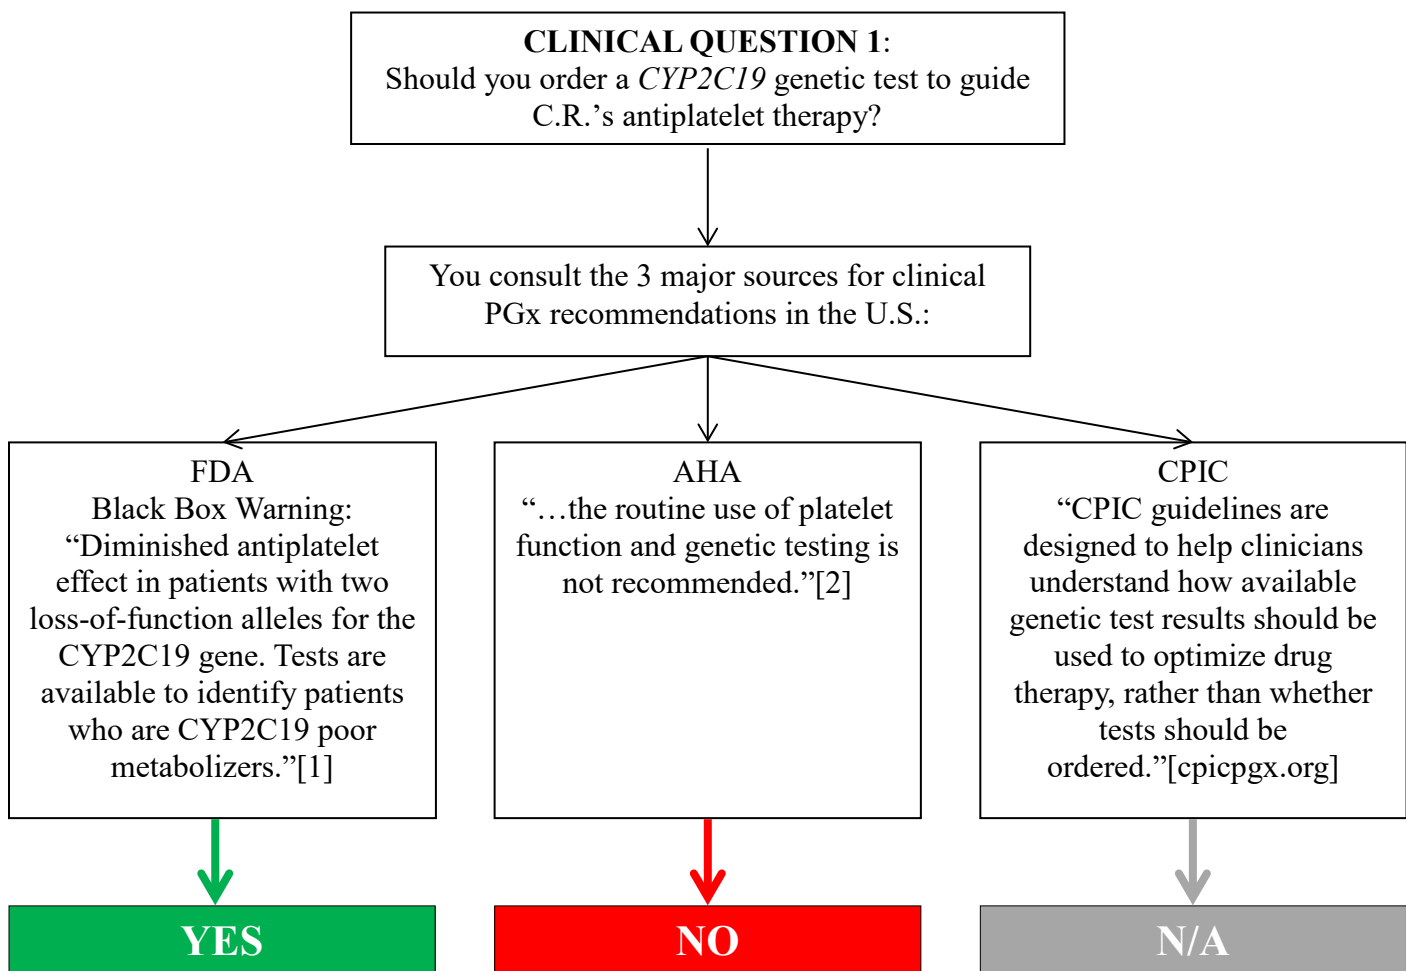 CLINICAL QUESTION 1:
Should you order a CYP2C19 genetic test to guide
C.R.’s antiplatelet therapy?
You consult the 3 major sources for clinical
PGx recommendations in the U.S.:
FDA
Black Box Warning:
“Diminished antiplatelet
effect in patients with two
loss-of-function alleles for the
CYP2C19 gene. Tests are
available to identify patients
who are CYP2C19 poor
metabolizers.”[1]
YES
AHA
“…the routine use of platelet
function and genetic testing is
not recommended.”[2]
NO
CPIC
“CPIC guidelines are
designed to help clinicians
understand how available
genetic test results should be
used to optimize drug
therapy, rather than whether
tests should be
ordered.”[cpicpgx.org]
N/A